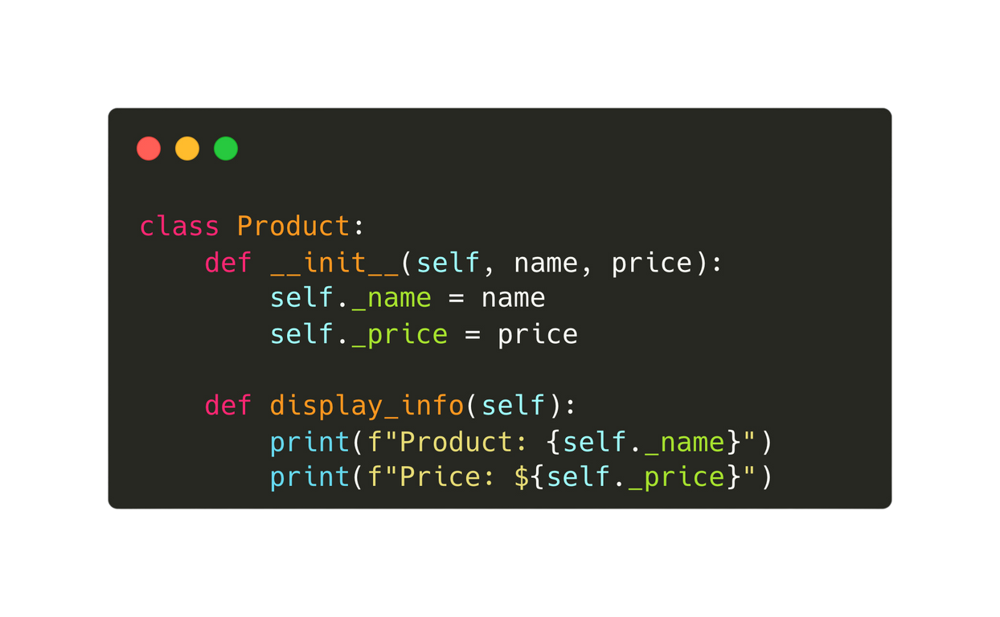 class Product:
    def __init__(self, name, price):
        self._name = name
        self._price = price

    def display_info(self):
        print(f"Product: {self._name}")
        print(f"Price: ${self._price}")